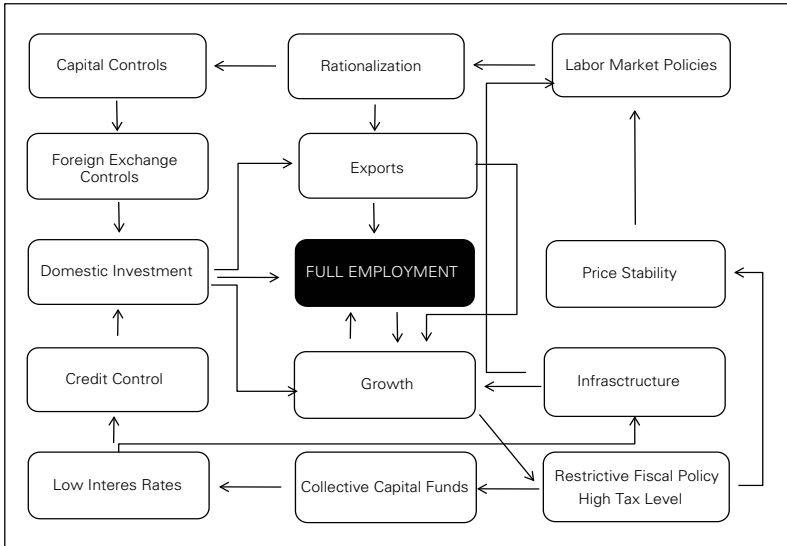 Capital Controls
Rationalization
Labor Market Policies
Foreign Exchange
Controls
Exports
Domestic Investment
FULL EMPLOYMENT
Price Stability
Credit Control
Growth
Infrasctructure
Low Interes Rates
Collective Capital Funds
Restrictive Fiscal Policy
High Tax Level